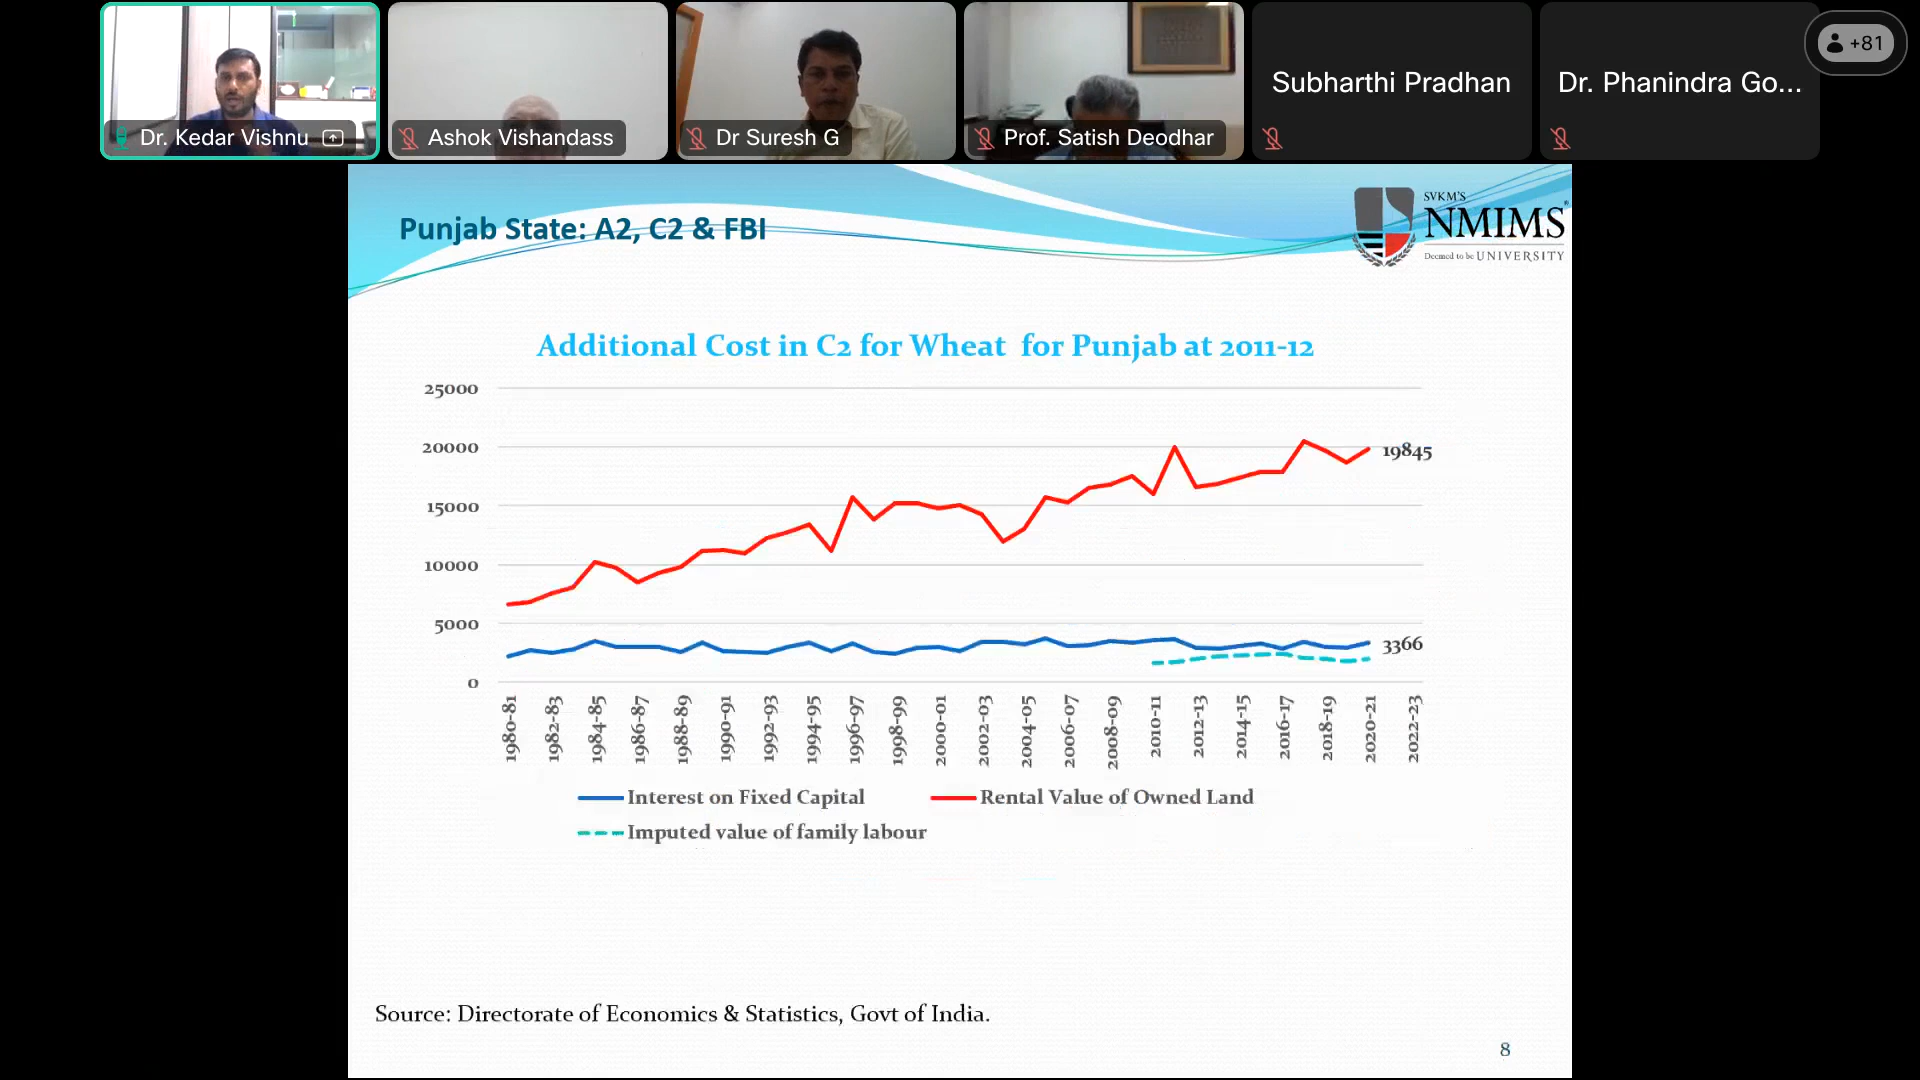 +81
Subharthi Pradhan
Dr. Phanindra Go...
Dr. Kedar Vishnu
Ashok Vishandass
Dr Suresh G
Prof. Satish Deodhar
Punjab State: A2, C2 & FBI
SVKM'S
NMIMS
Deemed to be UNIVERSITY
Additional Cost in C2 for Wheat for Punjab at 2011-12
25000
20000
15000
10000
5000
0
19845
3366
1980-81
1982-83
1984-85
1986-87
1988-89
1990-91
1992-93
1994-95
1996-97
1998-99
2000-01
2002-03
2004-05
2006-07
2008-09
2010-11
2012-13
2014-15
2016-17
2018-19
2020-21
2022-23
Interest on Fixed Capital
Rental Value of Owned Land
Imputed value of family labour
Source: Directorate of Economics & Statistics, Govt of India.
8